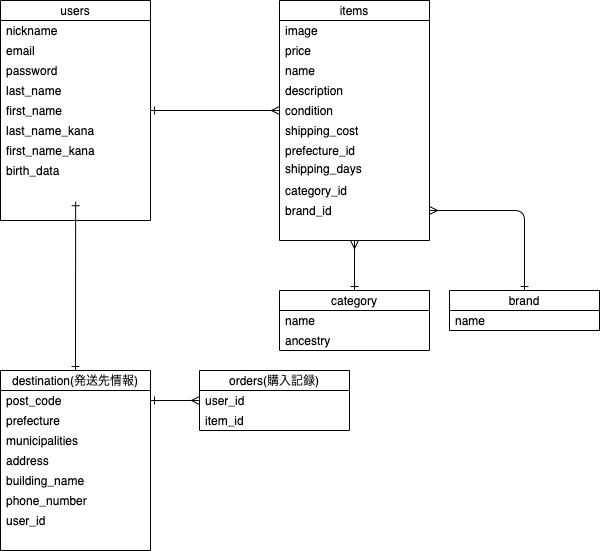 users
nickname
email
password
last_name
first_name
last_name_kana
first_name_kana
birth_data
items
image
price
name
description
condition
shipping_cost
prefecture_id
shipping_days
category_id
brand_id
category
name
ancestry
brand
name
destination(発送先情報)
post_code
prefecture
municipalities
address
building_name
phone_number
user_id
orders(購入記録)
user_id
item_id